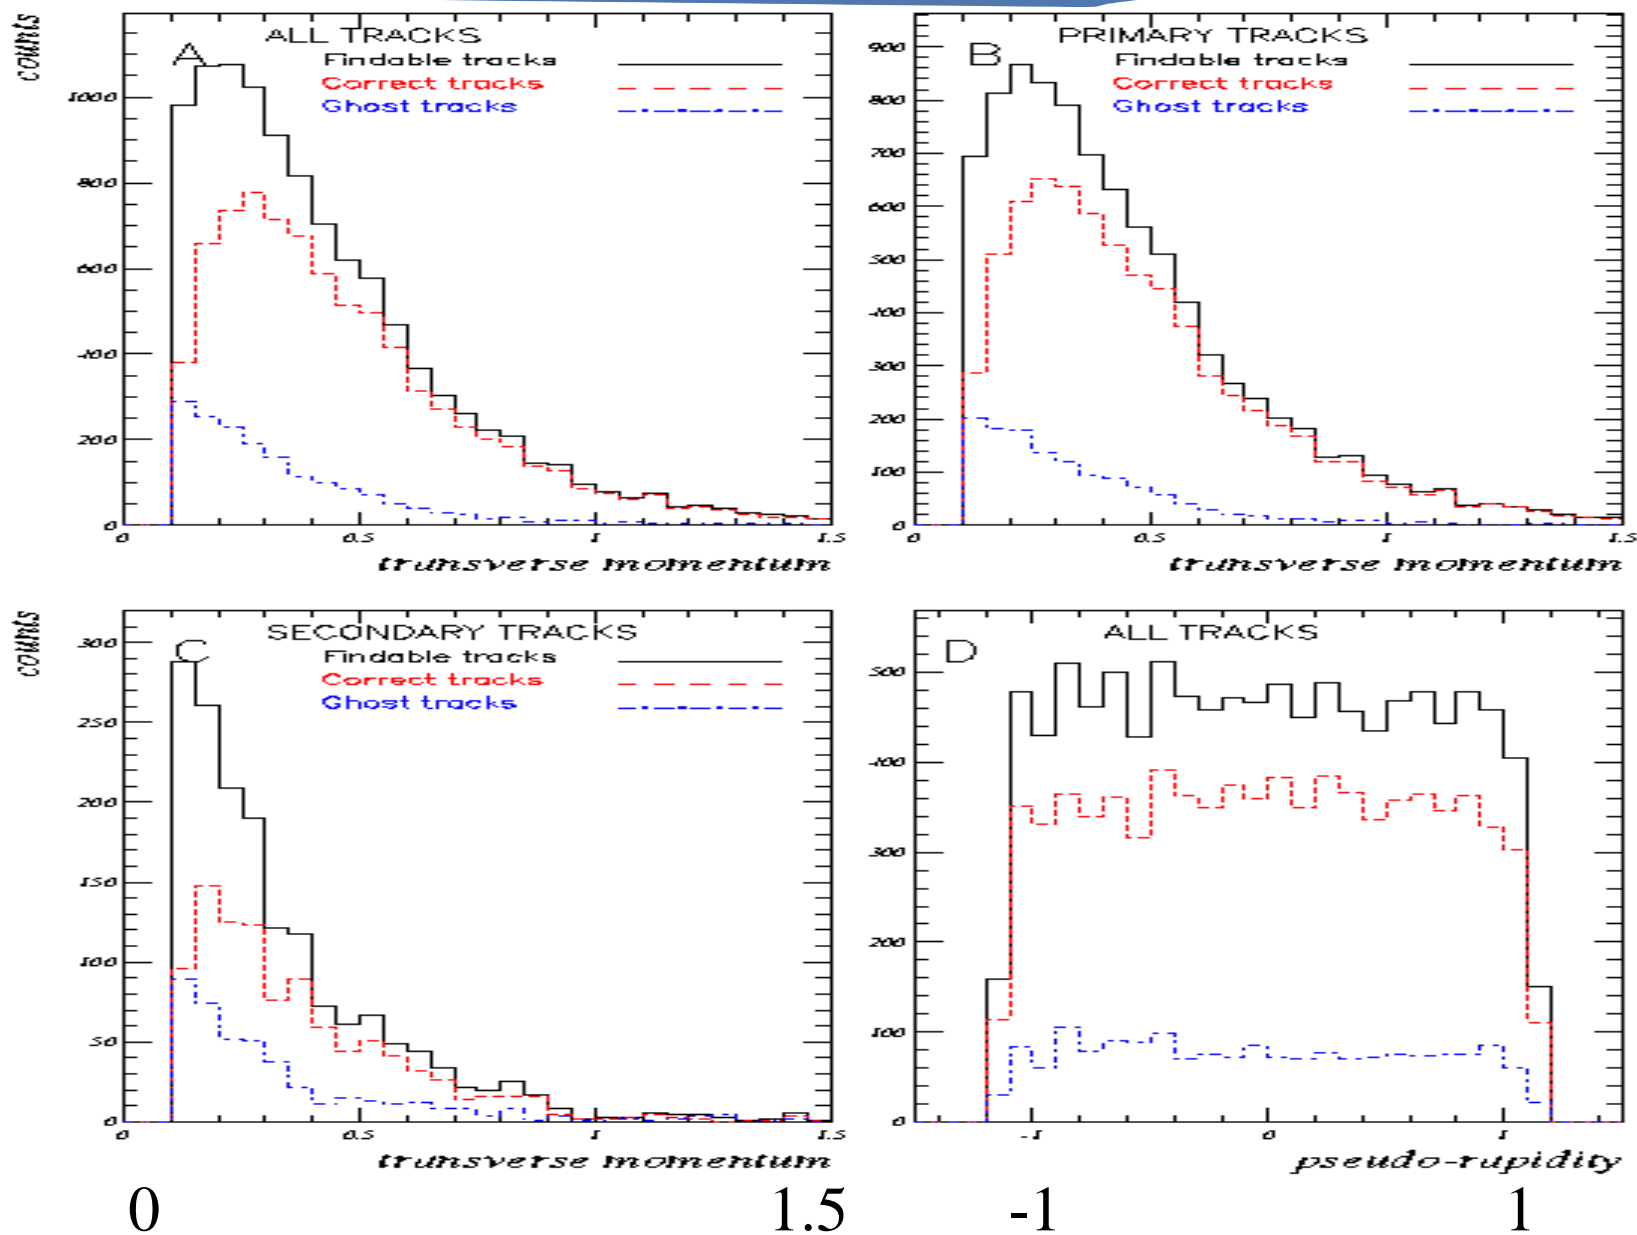 counts
A ALL TRACKS
Findable tracks
Correct tracks
Ghost tracks
1000
800
600
400
200
0
0 0.5 1 1.5
transverse momentum
B PRIMARY TRACKS
Findable tracks
Correct tracks
Ghost tracks
900
800
700
600
500
400
300
200
100
0
0 0.5 1 1.5
transverse momentum
counts
C SECONDARY TRACKS
Findable tracks
Correct tracks
Ghost tracks
300
250
200
150
100
50
0
0 0.5 1 1.5
transverse momentum
D ALL TRACKS
500
400
300
200
100
0
-1 0 1
pseudo-rapidity
0 1.5 -1 1